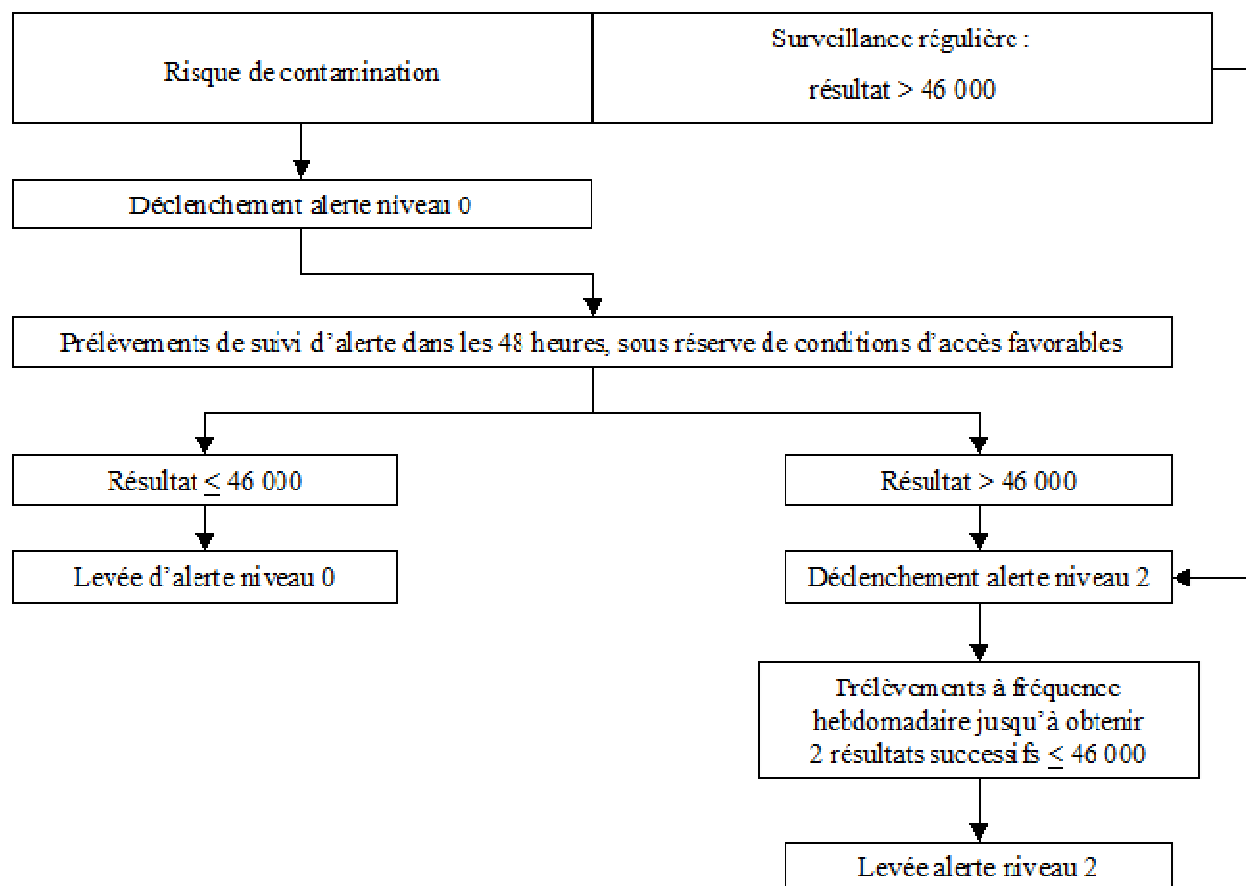 Risque de contamination
Surveillance régulière :
résultat > 46 000
Déclenchement alerte niveau 0
Prélèvements de suivi d’alerte dans les 48 heures, sous réserve de conditions d’accès favorables
Résultat ≤ 46 000
Résultat > 46 000
Levée d’alerte niveau 0
Déclenchement alerte niveau 2
Prélèvements à fréquence
hebdomadaire jusqu’à obtenir
2 résultats successifs ≤ 46 000
Levée alerte niveau 2